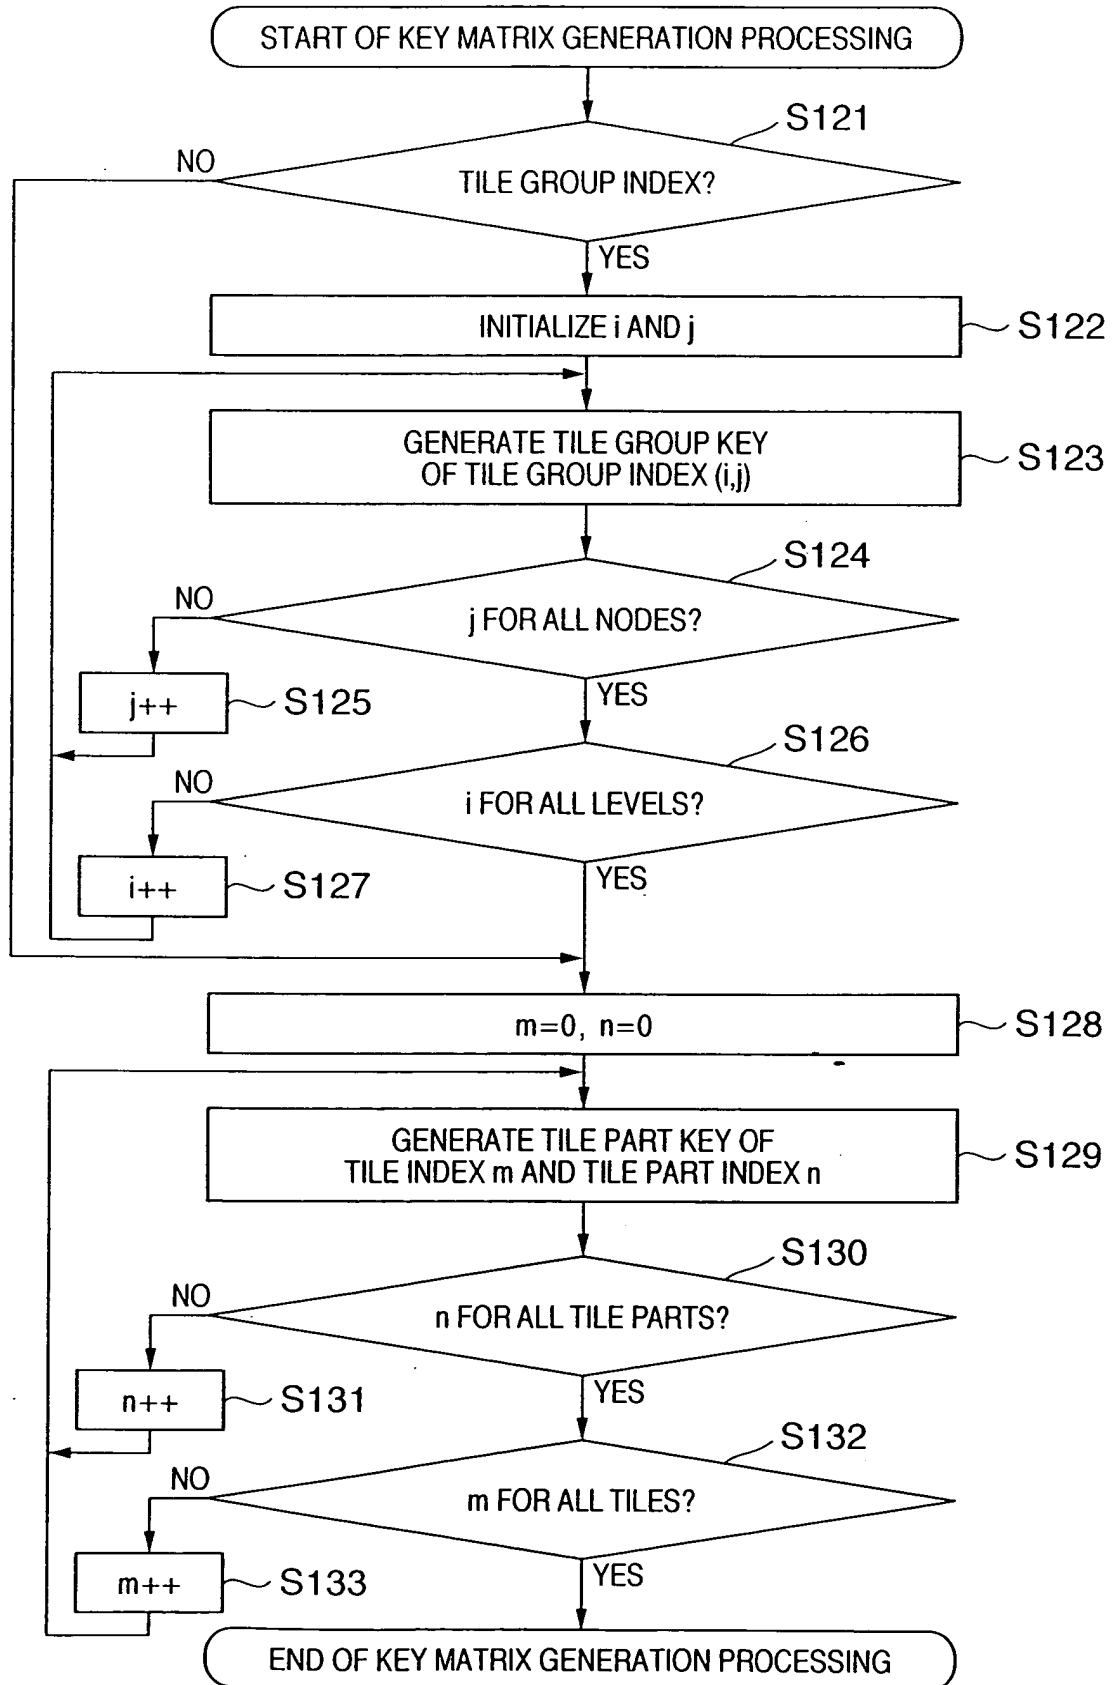 START OF KEY MATRIX GENERATION PROCESSING
S121
NO
TILE GROUP INDEX?
YES
INITIALIZE i AND j
S122
GENERATE TILE GROUP KEY
OF TILE GROUP INDEX (i,j)
S123
S124
NO
j FOR ALL NODES?
j++
S125
YES
S126
NO
i FOR ALL LEVELS?
i++
S127
YES
m=0, n=0
S128
GENERATE TILE PART KEY OF
TILE INDEX m AND TILE PART INDEX n
S129
S130
NO
n FOR ALL TILE PARTS?
n++
S131
YES
S132
NO
m FOR ALL TILES?
m++
S133
YES
END OF KEY MATRIX GENERATION PROCESSING